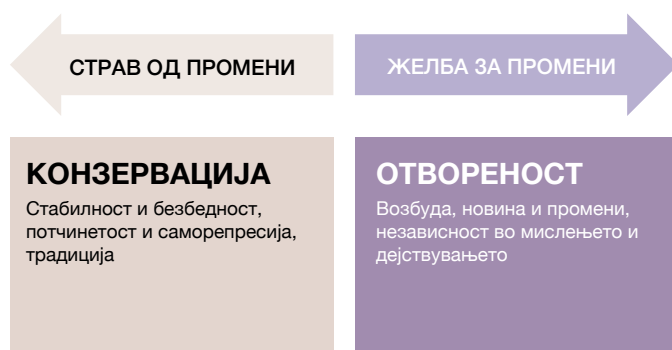 СТРАВ ОД ПРОМЕНИ
ЖЕЛБА ЗА ПРОМЕНИ
КОНЗЕРВАЦИЈА
Стабилност и безбедност,
потчинетост и саморепресија,
традиција
ОТВОРЕНОСТ
Возбуда, новина и промени,
независност во мислењето и
дејствувањето